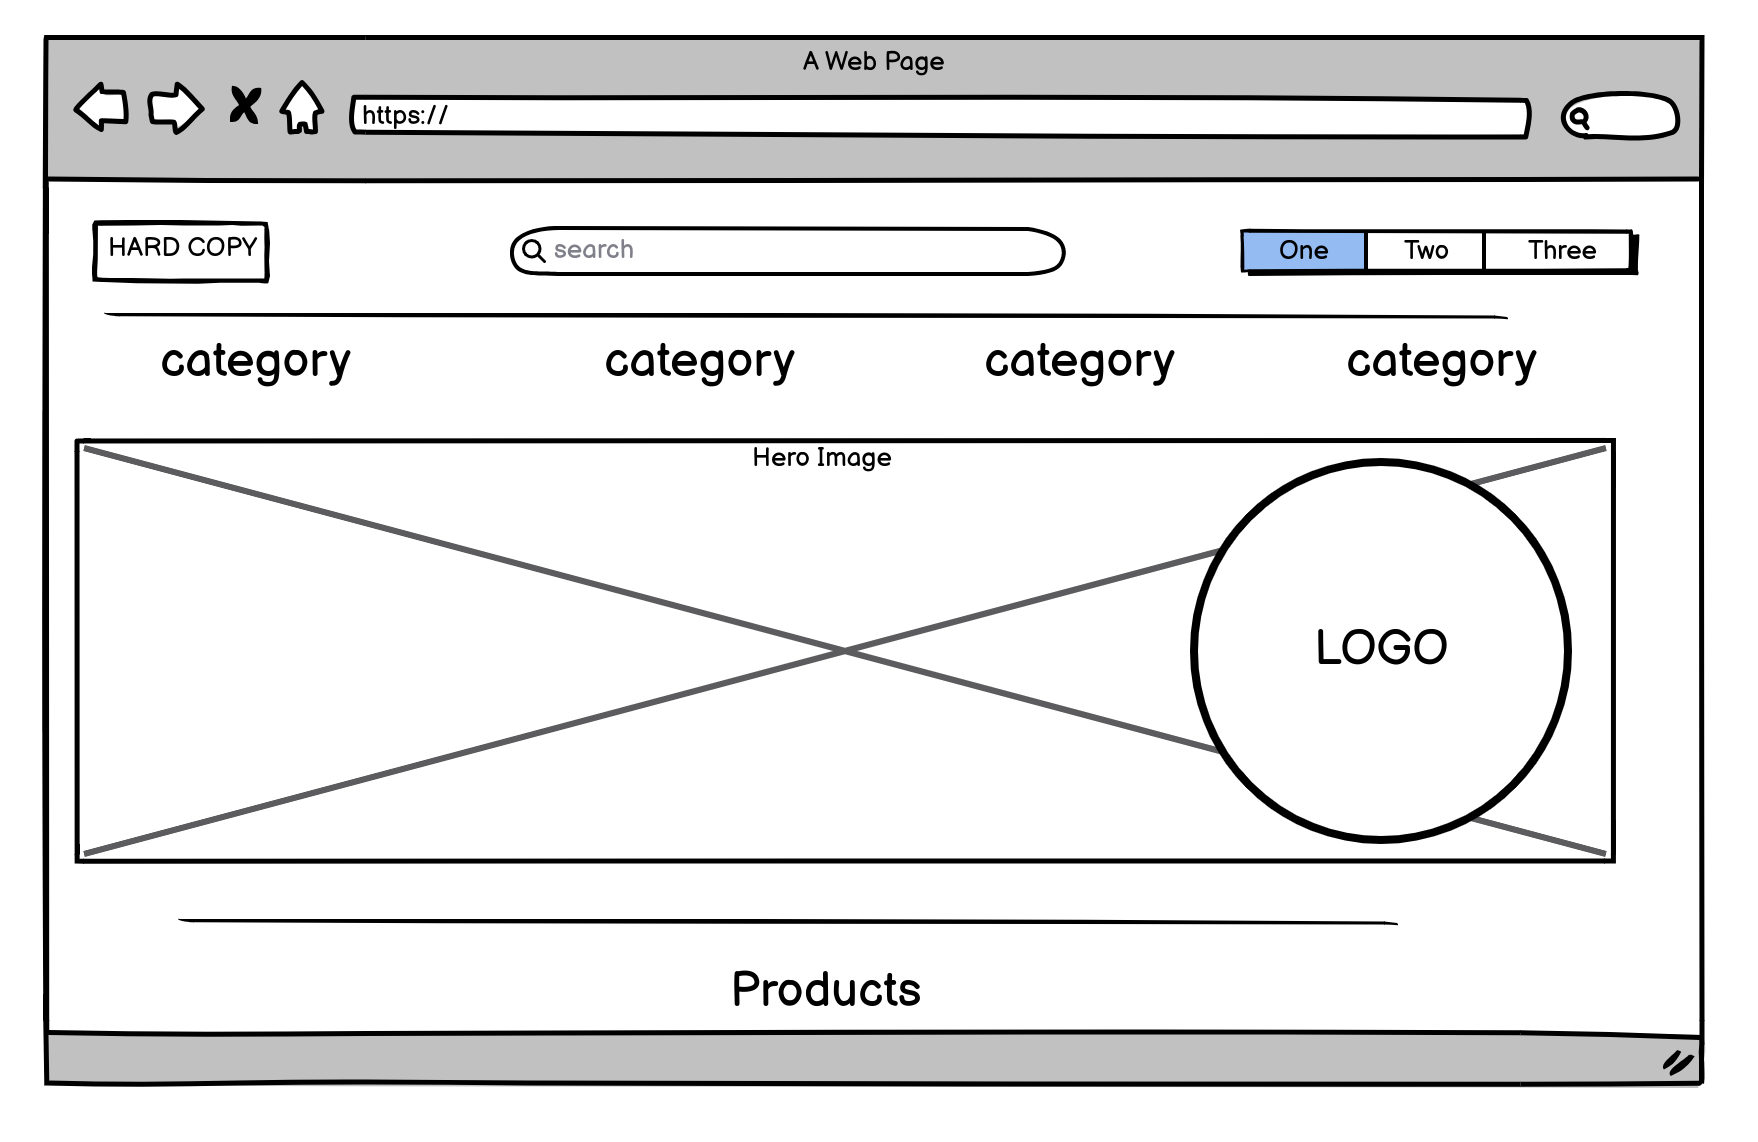 A Web Page
https://
HARD COPY
search
One Two Three
category category category category
Hero Image
LOGO
Products